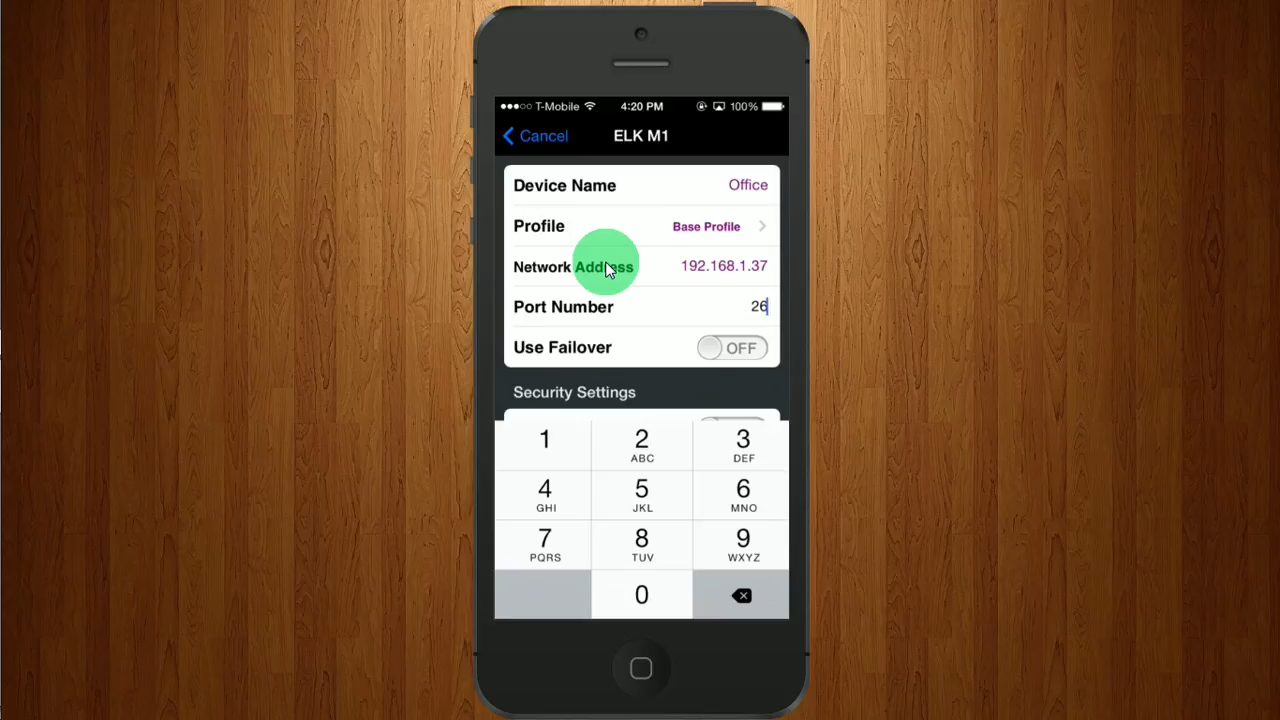 T-Mobile 4:20 PM 100%
Cancel ELK M1
Device Name Office
Profile Base Profile
Network Address 192.168.1.37
Port Number 26
Use Failover OFF
Security Settings
1 2 3
ABC DEF
4 5 6
GHI JKL MNO
7 8 9
PQRS TUV WXYZ
0